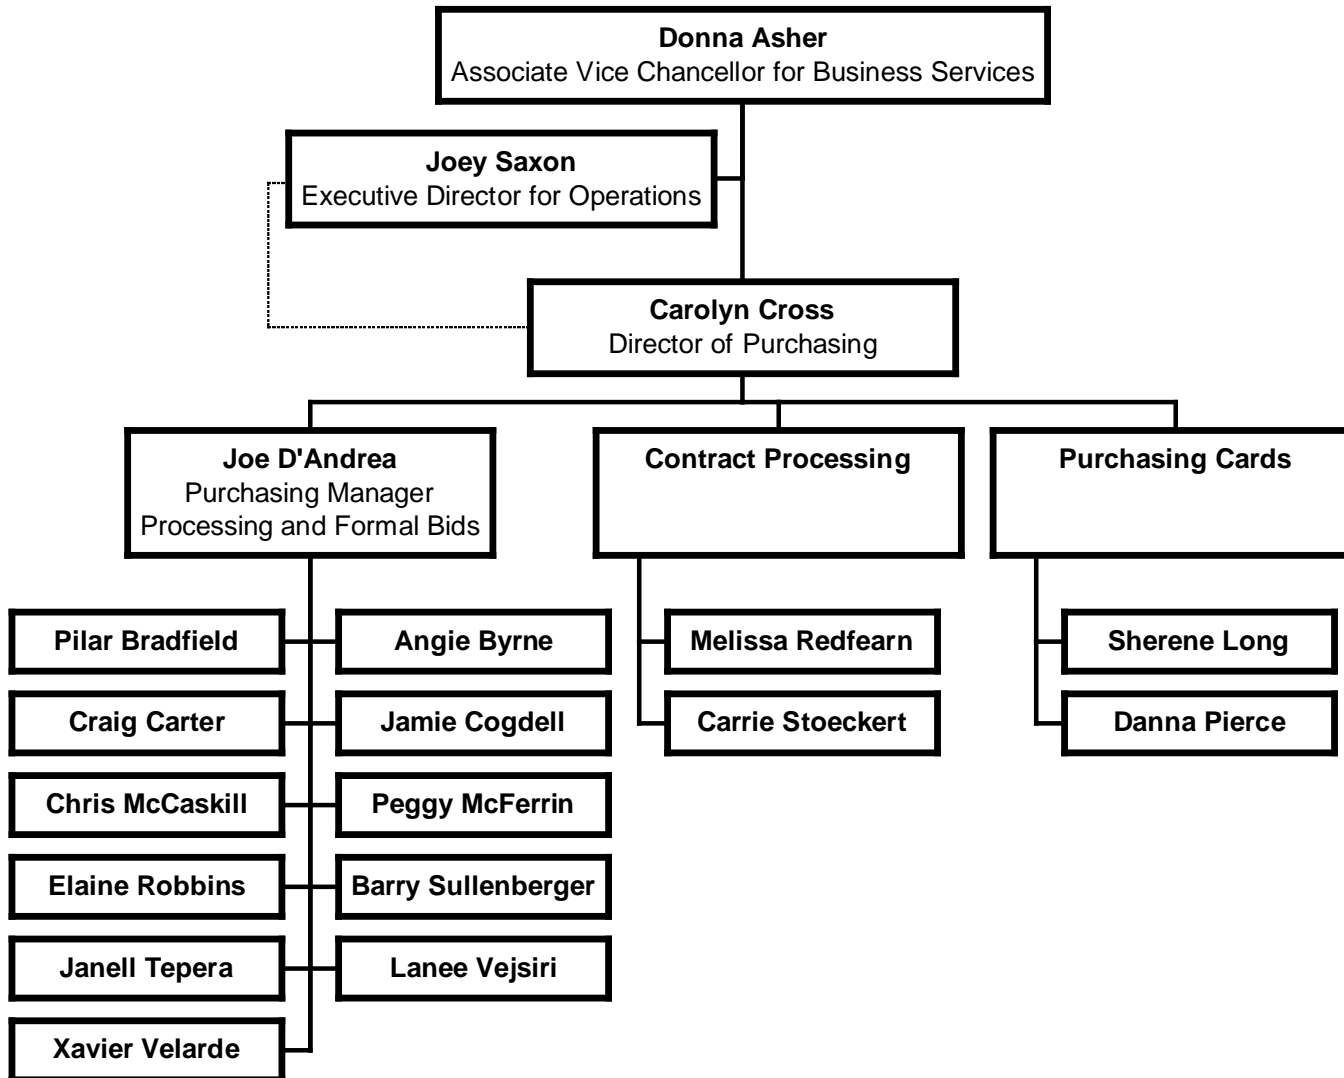 Donna Asher
Associate Vice Chancellor for Business Services
Joey Saxon
Executive Director for Operations
Carolyn Cross
Director of Purchasing
Joe D'Andrea
Purchasing Manager
Processing and Formal Bids
Contract Processing
Purchasing Cards
Pilar Bradfield
Angie Byrne
Melissa Redfearn
Sherene Long
Craig Carter
Jamie Cogdell
Carrie Stoeckert
Danna Pierce
Chris McCaskill
Peggy McFerrin
Elaine Robbins
Barry Sullenberger
Janell Tepera
Lanee Vejsiri
Xavier Velarde